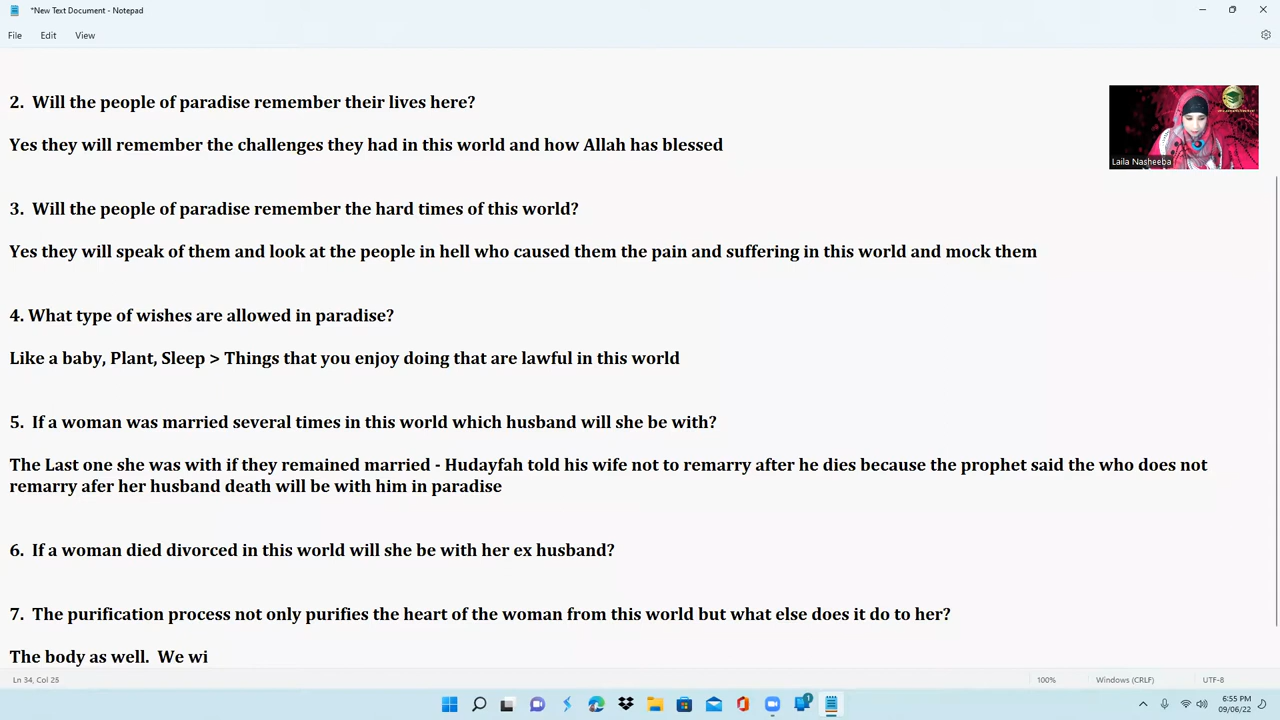 *New Text Document - Notepad
File Edit View
2. Will the people of paradise remember their lives here?
Yes they will remember the challenges they had in this world and how Allah has blessed
Laila Nasheeba
3. Will the people of paradise remember the hard times of this world?
Yes they will speak of them and look at the people in hell who caused them the pain and suffering in this world and mock them
4. What type of wishes are allowed in paradise?
Like a baby, Plant, Sleep > Things that you enjoy doing that are lawful in this world
5. If a woman was married several times in this world which husband will she be with?
The Last one she was with if they remained married - Hudayfah told his wife not to remarry after he dies because the prophet said the who does not
remarry afer her husband death will be with him in paradise
6. If a woman died divorced in this world will she be with her ex husband?
7. The purification process not only purifies the heart of the woman from this world but what else does it do to her?
The body as well. We wi
Ln 34, Col 25 100% Windows (CRLF) UTF-8
1
6:55 PM
09/06/22